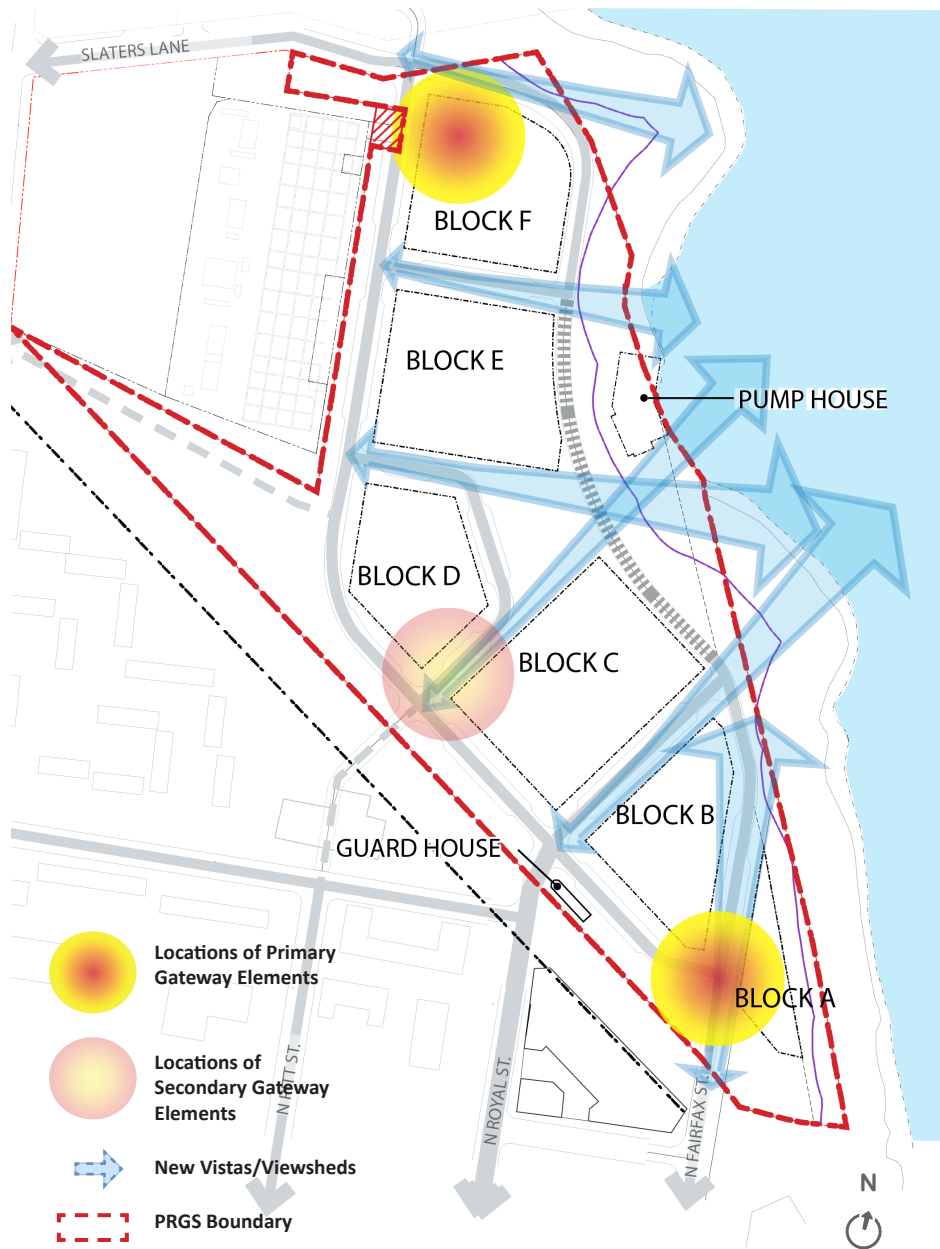 SLATERS LANE
BLOCK F
BLOCK E
PUMP HOUSE
BLOCK D
BLOCK C
BLOCK B
GUARD HOUSE
BLOCK A
Locations of Primary
Gateway Elements
Locations of
Secondary Gateway
Elements
N PITT ST.
N ROYAL ST.
N FAIRFAX ST.
New Vistas/Viewsheds
PRGS Boundary
N